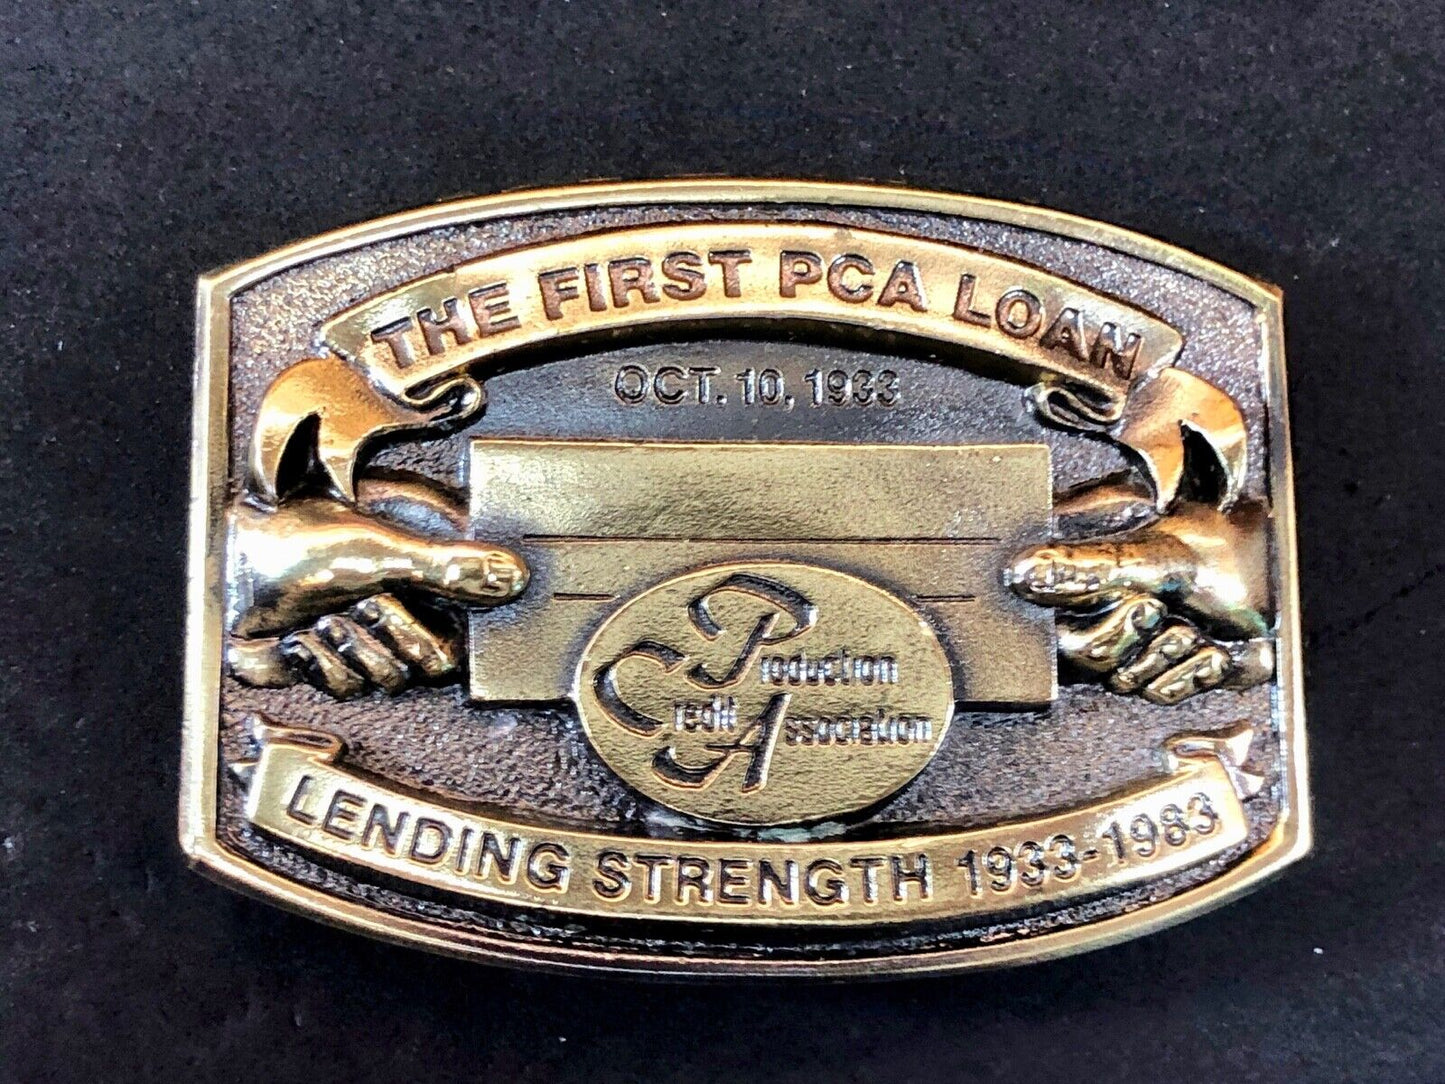 THE FIRST PCA LOAN
OCT. 10, 1933
Production
Credit Association
LENDING STRENGTH 1933-1983